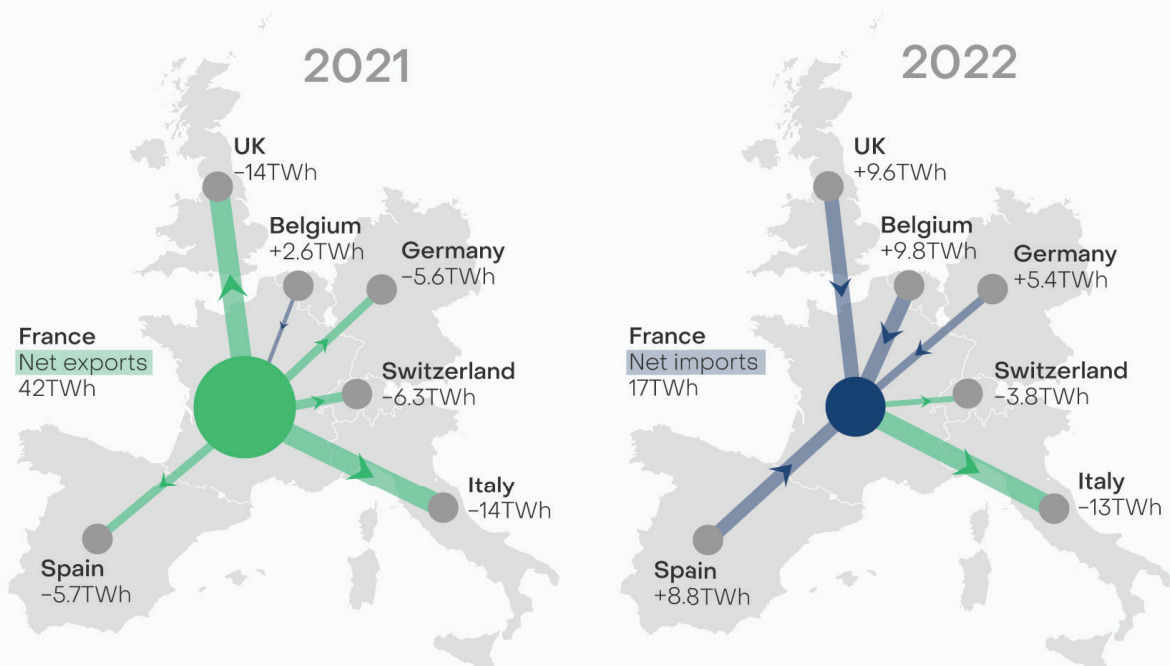 2021
UK
−14TWh
Belgium
+2.6TWh
Germany
−5.6TWh
France
Net exports
42TWh
Switzerland
−6.3TWh
Italy
−14TWh
Spain
−5.7TWh
2022
UK
+9.6TWh
Belgium
+9.8TWh
Germany
+5.4TWh
France
Net imports
17TWh
Switzerland
−3.8TWh
Italy
−13TWh
Spain
+8.8TWh